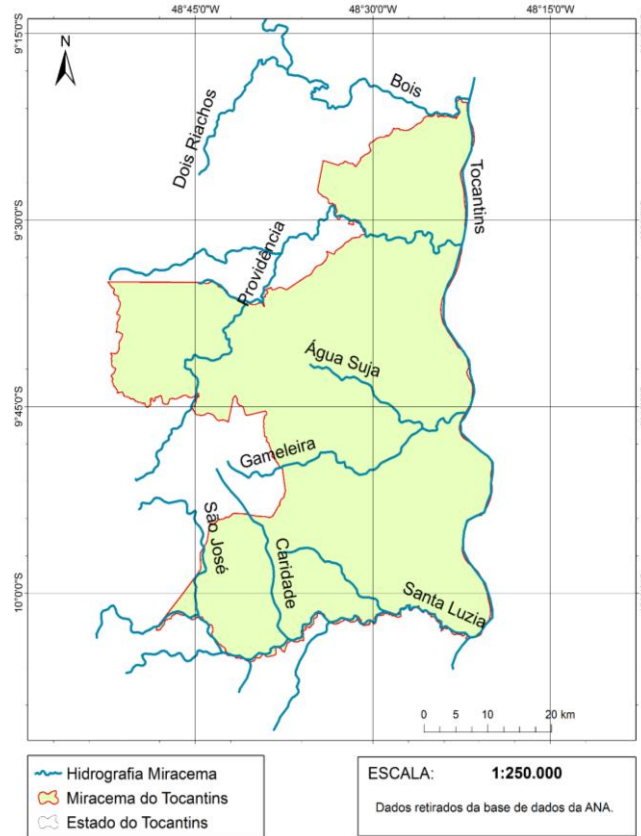 48°45'0"W 48°30'0"W 48°15'0"W
9°15'0"S
N
Bois
Dois Riachos
Tocantins
9°30'0"S
Providência
Água Suja
9°45'0"S
Gameleira
São José
Caridade
10°0'0"S
Santa Luzia
0 5 10 20 km
Hidrografia Miracema
Miracema do Tocantins
Estado do Tocantins
ESCALA: 1:250.000
Dados retirados da base de dados da ANA.